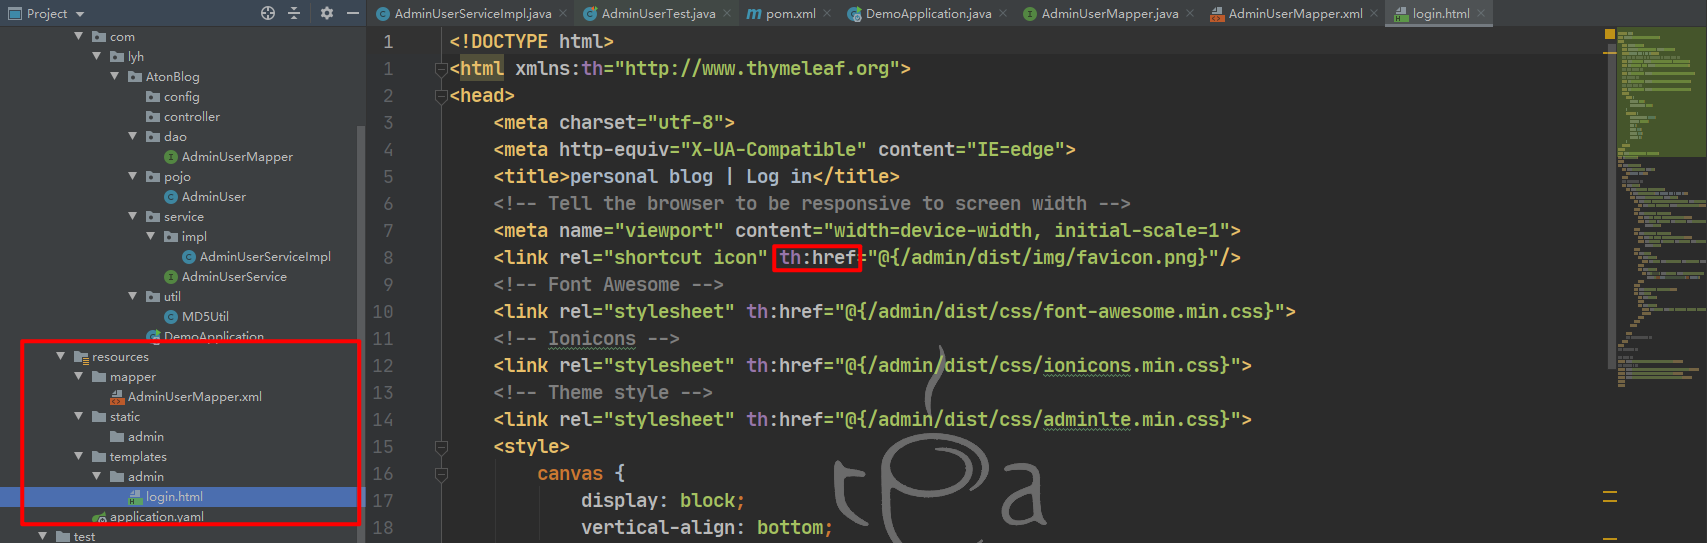 Project
AdminUserServiceImpl.java
AdminUserTest.java
pom.xml
DemoApplication.java
AdminUserMapper.java
AdminUserMapper.xml
login.html
com
lyh
AtonBlog
config
controller
dao
AdminUserMapper
pojo
AdminUser
service
impl
AdminUserServiceImpl
AdminUserService
util
MD5Util
DemoApplication
resources
mapper
AdminUserMapper.xml
static
admin
templates
admin
login.html
application.yaml
test
1 <!DOCTYPE html>
1 <html xmlns:th="http://www.thymeleaf.org">
2 <head>
3 <meta charset="utf-8">
4 <meta http-equiv="X-UA-Compatible" content="IE=edge">
5 <title>personal blog | Log in</title>
6 <!-- Tell the browser to be responsive to screen width -->
7 <meta name="viewport" content="width=device-width, initial-scale=1">
8 <link rel="shortcut icon" th:href="@{/admin/dist/img/favicon.png}"/>
9 <!-- Font Awesome -->
10 <link rel="stylesheet" th:href="@{/admin/dist/css/font-awesome.min.css}">
11 <!-- Ionicons -->
12 <link rel="stylesheet" th:href="@{/admin/dist/css/ionicons.min.css}">
13 <!-- Theme style -->
14 <link rel="stylesheet" th:href="@{/admin/dist/css/adminlte.min.css}">
15 <style>
16 canvas {
17 display: block;
18 vertical-align: bottom;